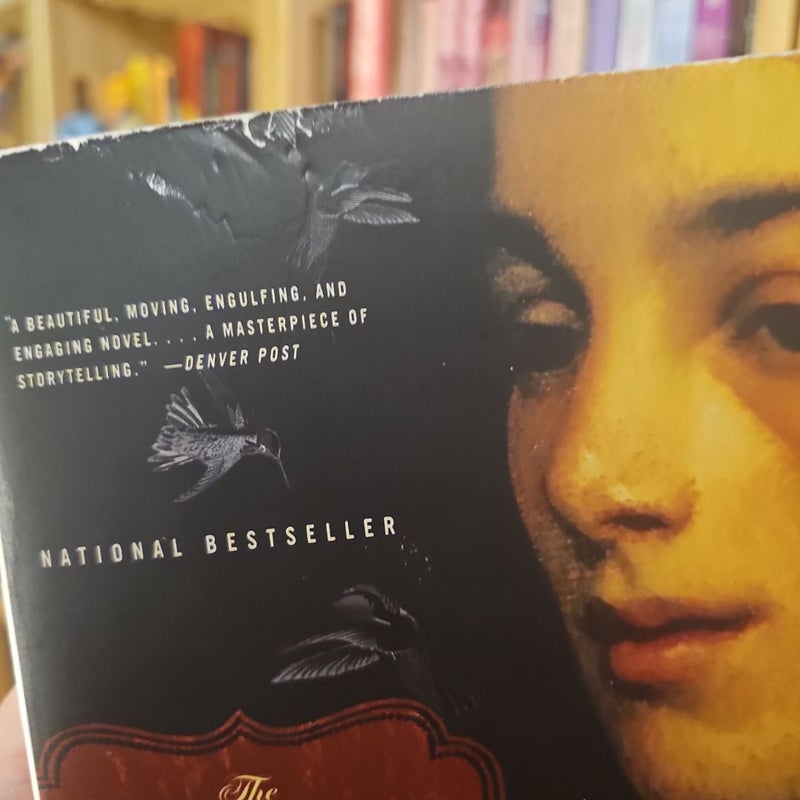 "A BEAUTIFUL, MOVING, ENGULFING, AND
ENGAGING NOVEL. . . . A MASTERPIECE OF
STORYTELLING." —DENVER POST
NATIONAL BESTSELLER
The